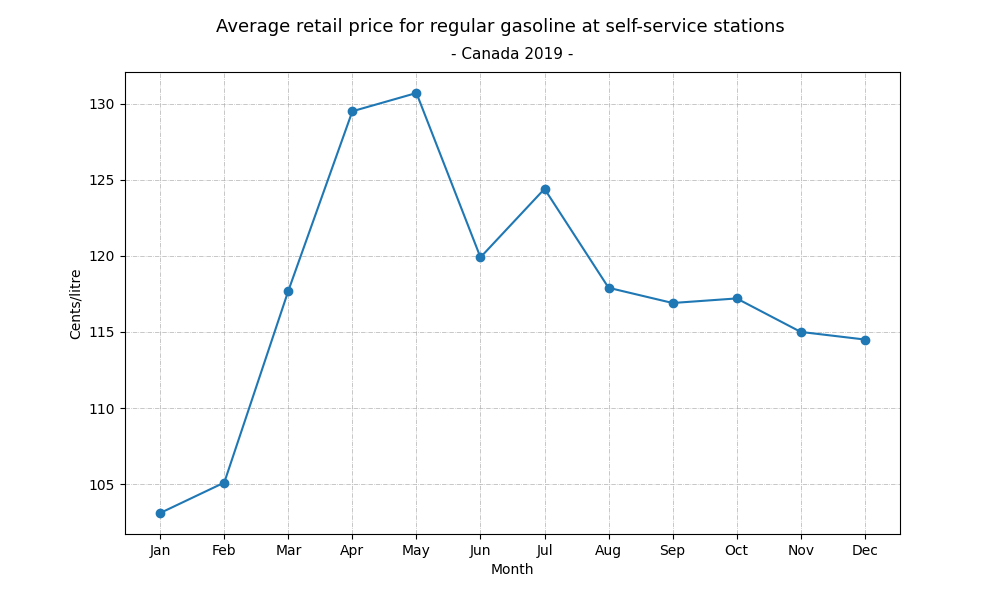 Average retail price for regular gasoline at self-service stations
- Canada 2019 -
130
125
120
115
110
105
Cents/litre
Jan Feb Mar Apr May Jun Jul Aug Sep Oct Nov Dec
Month